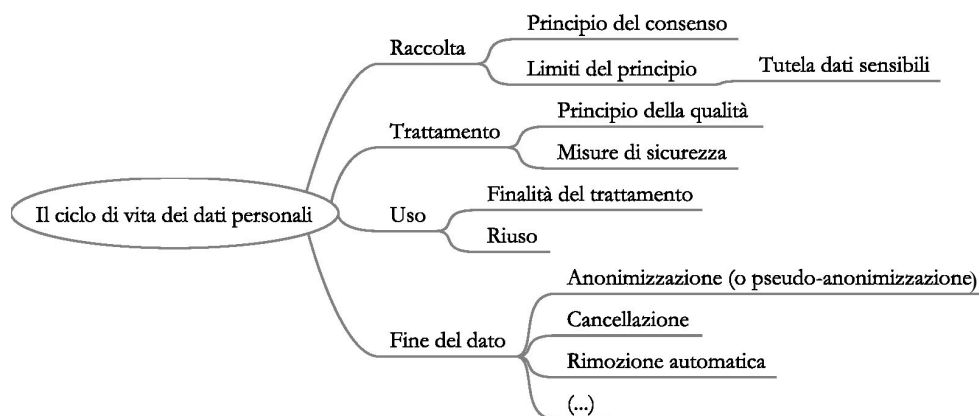 Il ciclo di vita dei dati personali
Raccolta
Principio del consenso
Limiti del principio
Tutela dati sensibili
Trattamento
Principio della qualità
Misure di sicurezza
Uso
Finalità del trattamento
Riuso
Fine del dato
Anonimizzazione (o pseudo-anonimizzazione)
Cancellazione
Rimozione automatica
(...)